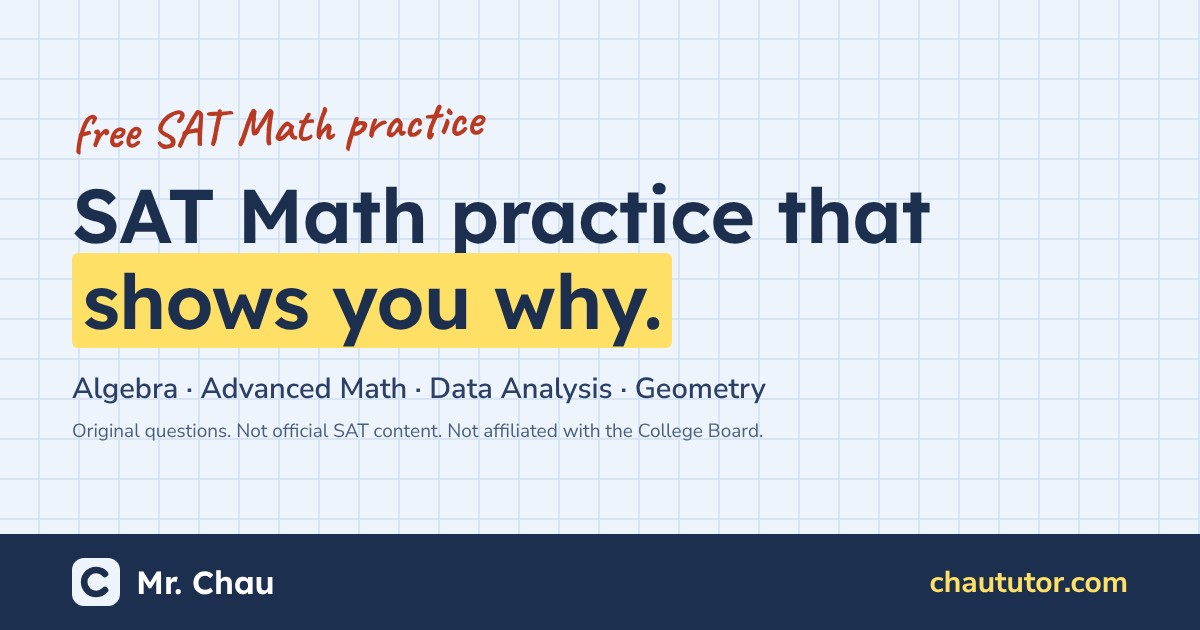 free SAT Math practice
SAT Math practice that
shows you why.
Algebra · Advanced Math · Data Analysis · Geometry
Original questions. Not official SAT content. Not affiliated with the College Board.
C Mr. Chau
chaututor.com